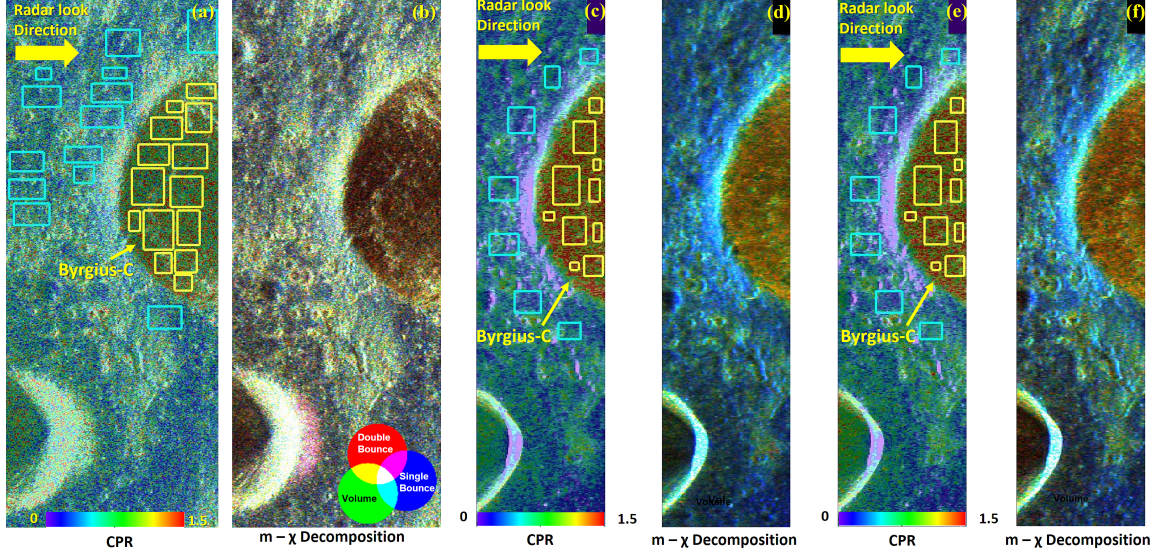 Radar look
Direction
(a)
Byrgius-C
0
1.5
CPR
(b)
Double
Bounce
Single
Bounce
Volume
m – χ Decomposition
Radar look
Direction
(c)
Byrgius-C
0
1.5
CPR
(d)
m – χ Decomposition
Radar look
Direction
(e)
Byrgius-C
0
1.5
CPR
(f)
Volume
m – χ Decomposition